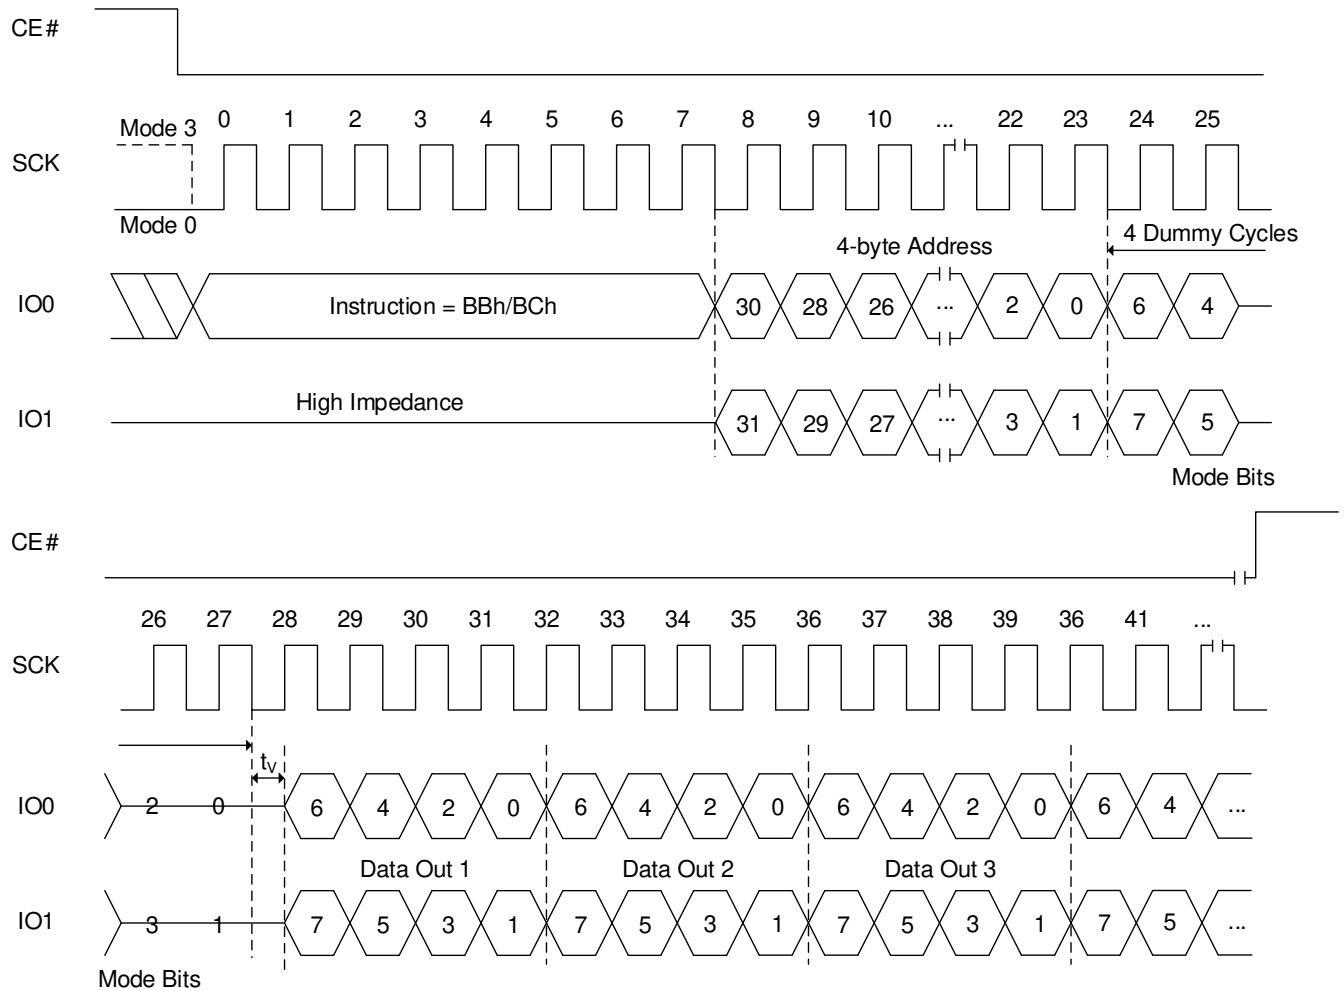 CE#
Mode 3 0 1 2 3 4 5 6 7 8 9 10 ... 22 23 24 25
SCK
Mode 0
4-byte Address 4 Dummy Cycles
IO0 Instruction = BBh/BCh 30 28 26 ... 2 0 6 4
High Impedance
IO1 31 29 27 ... 3 1 7 5
Mode Bits
CE#
26 27 28 29 30 31 32 33 34 35 36 37 38 39 36 41 ...
SCK
tV
IO0 2 0 6 4 2 0 6 4 2 0 6 4 2 0 6 4 ...
Data Out 1 Data Out 2 Data Out 3
IO1 3 1 7 5 3 1 7 5 3 1 7 5 3 1 7 5 ...
Mode Bits